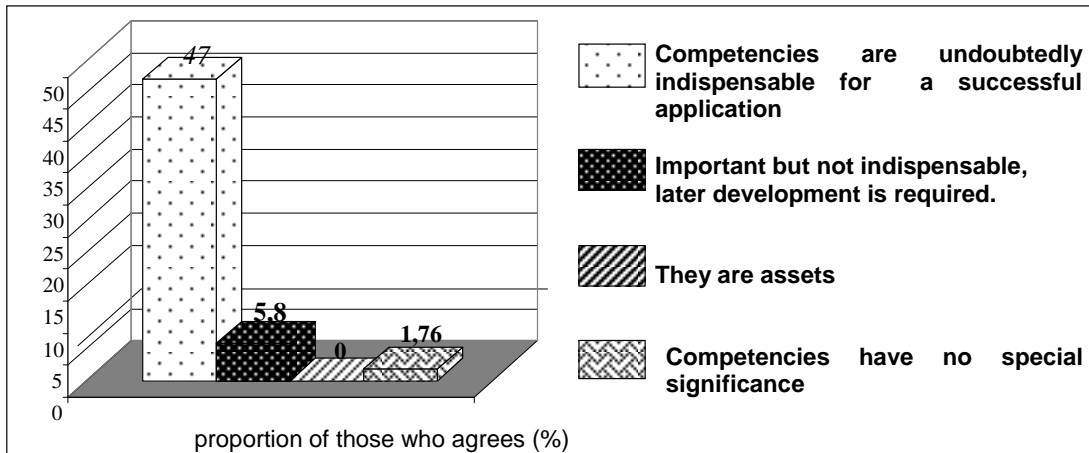 47
50
45
40
35
30
25
20
15
10
5
0
5,8
0
1,76
proportion of those who agrees (%)
Competencies are undoubtedly
indispensable for a successful
application
Important but not indispensable,
later development is required.
They are assets
Competencies have no special
significance